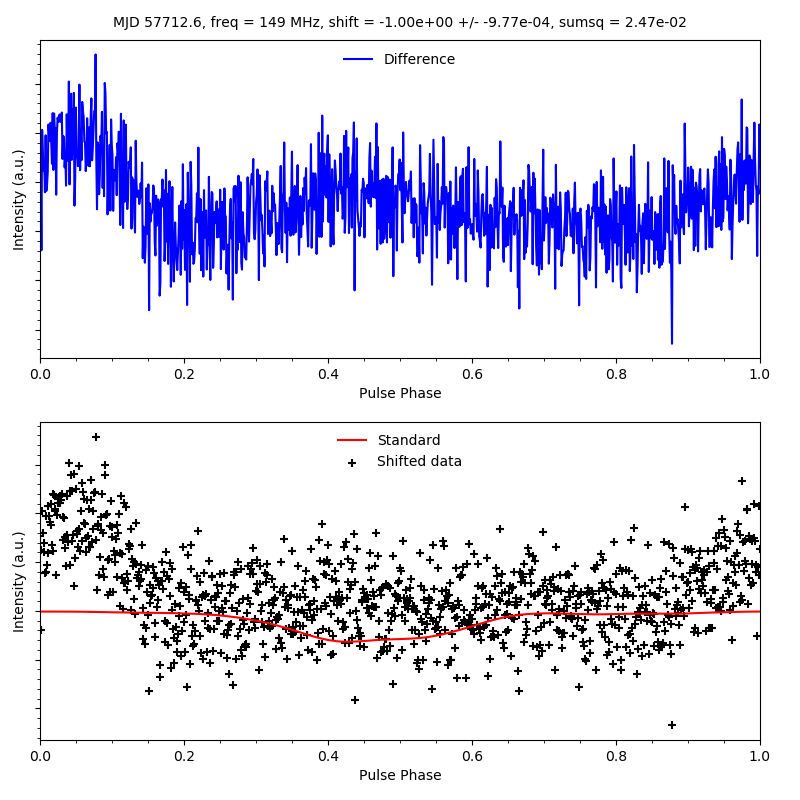 MJD 57712.6, freq = 149 MHz, shift = -1.00e+00 +/- -9.77e-04, sumsq = 2.47e-02
Difference
Intensity (a.u.)
0.0 0.2 0.4 0.6 0.8 1.0
Pulse Phase
Standard
Shifted data
Intensity (a.u.)
0.0 0.2 0.4 0.6 0.8 1.0
Pulse Phase